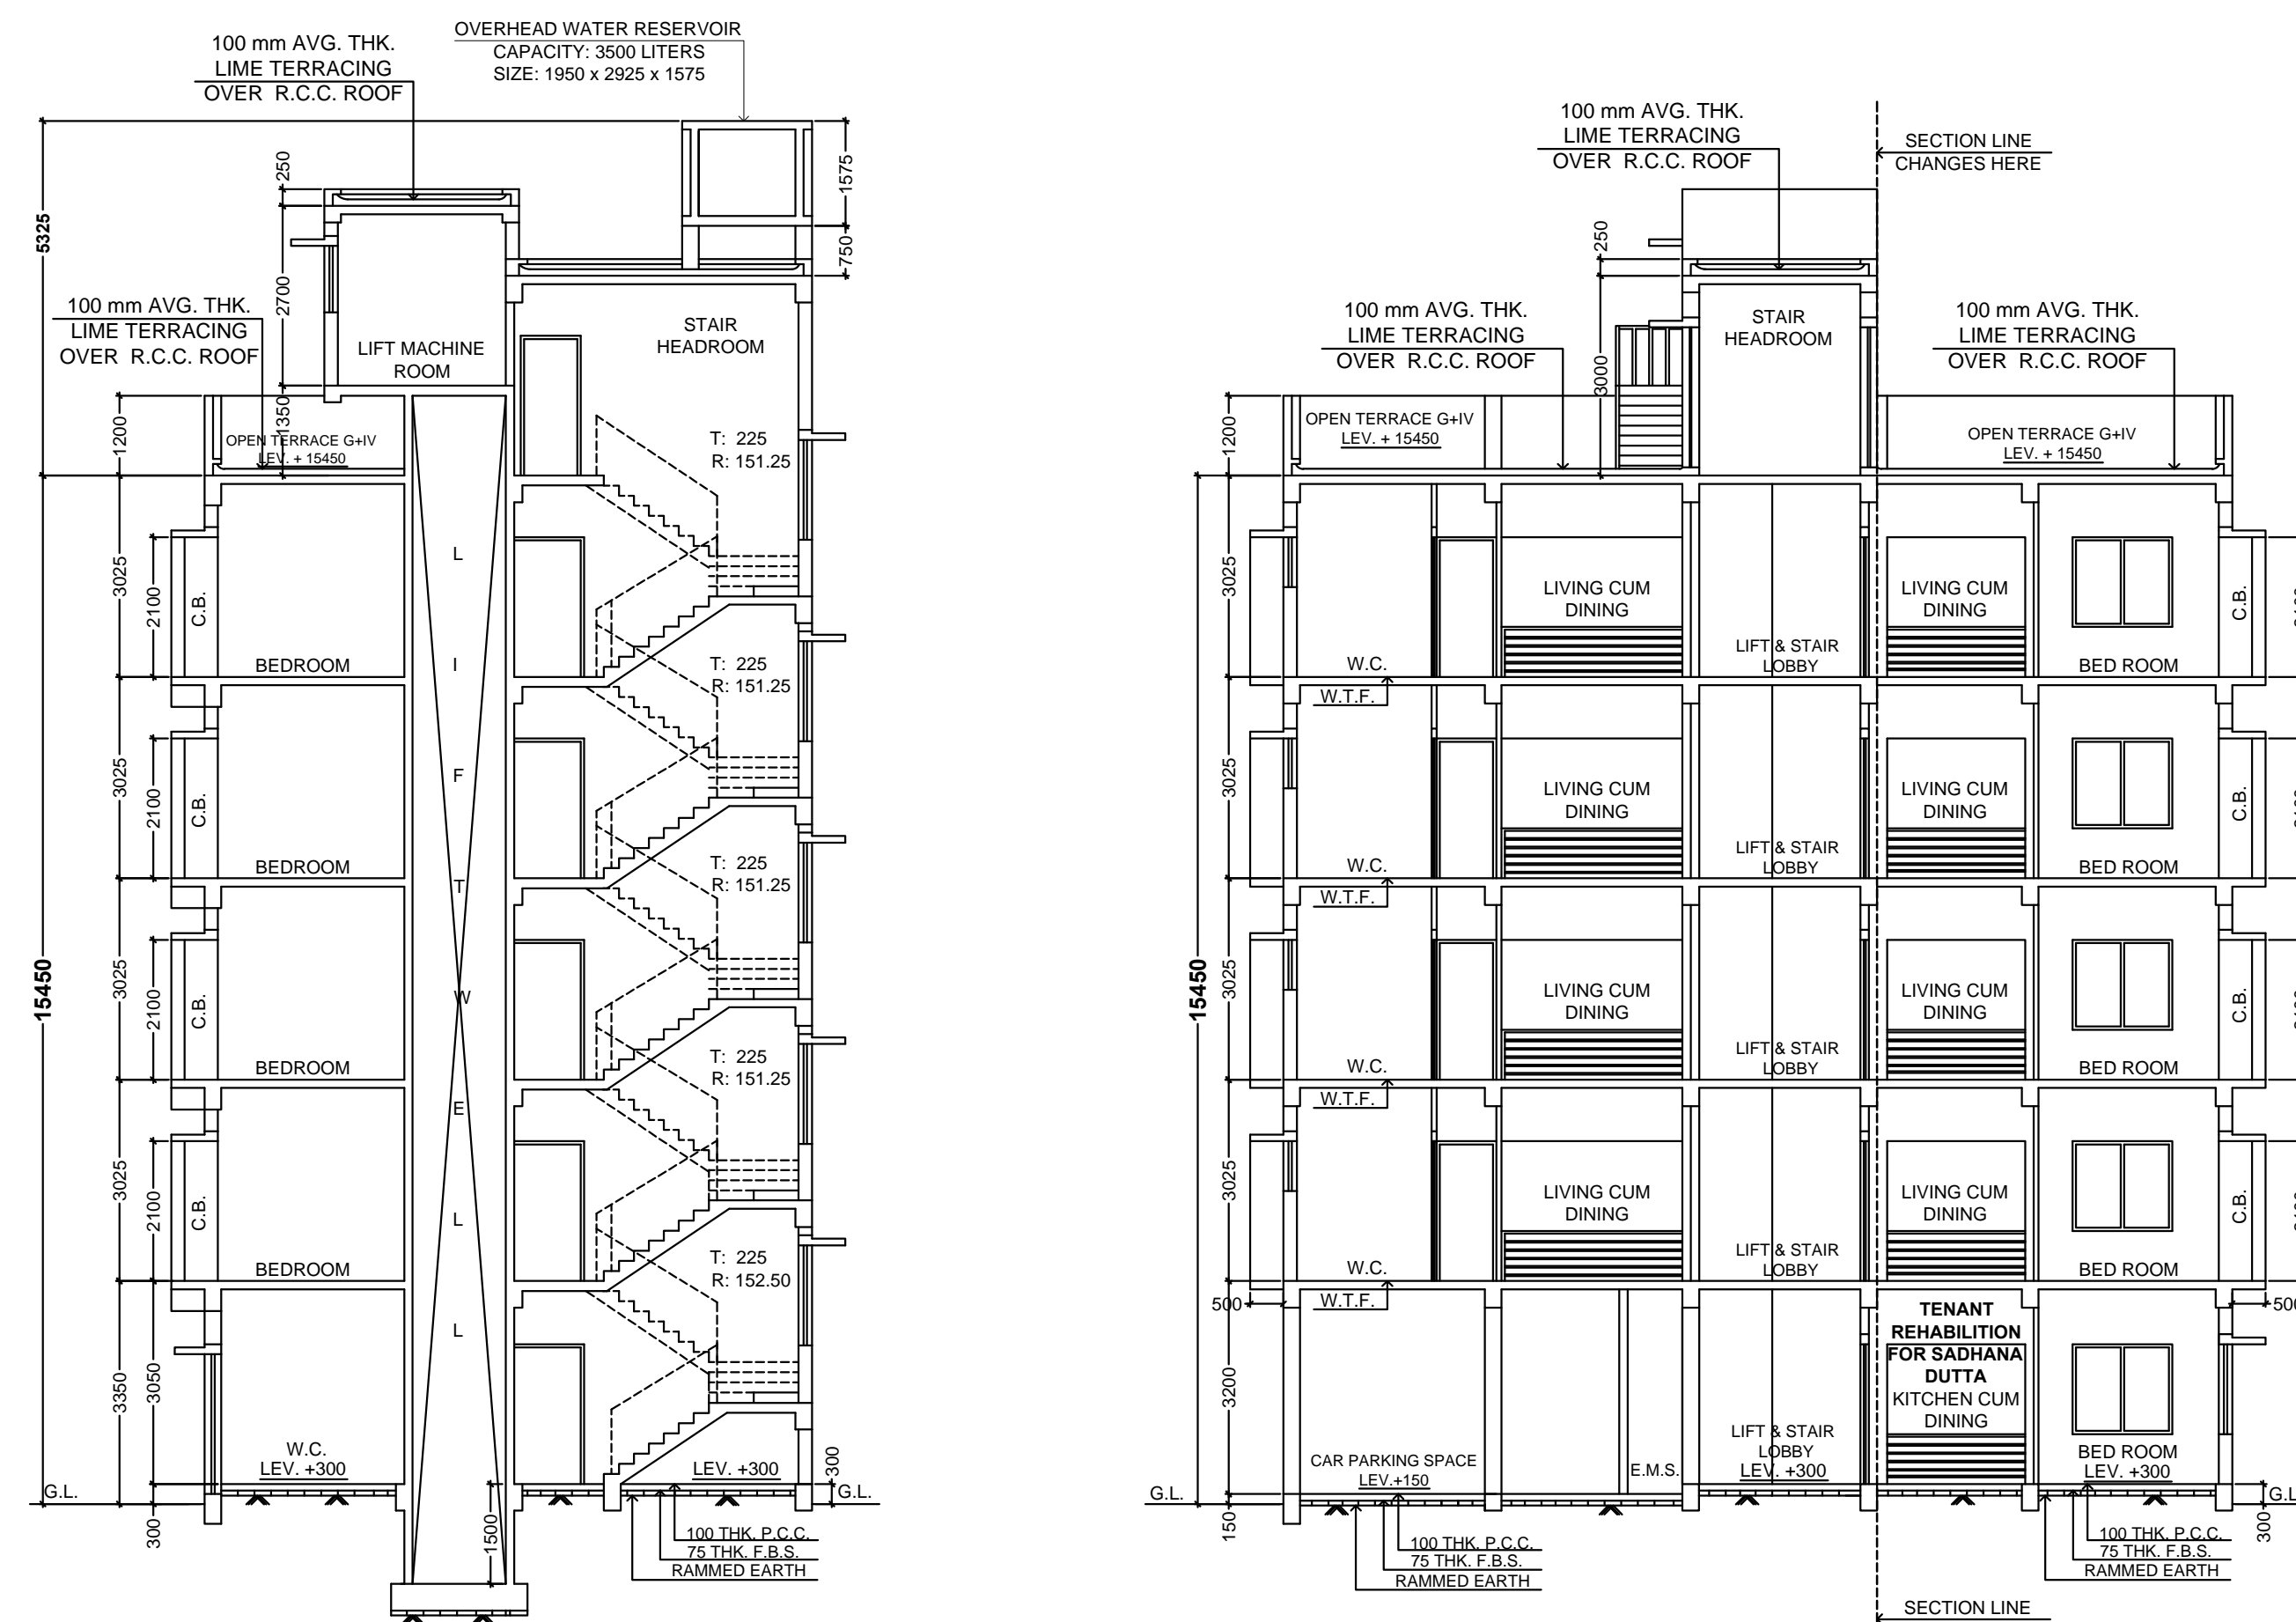 OVERHEAD WATER RESERVOIR
CAPACITY: 3500 LITERS
SIZE: 1950 x 2925 x 1575
100 mm AVG. THK.
LIME TERRACING
OVER R.C.C. ROOF
5325
250
2700
1350
1575
750
100 mm AVG. THK.
LIME TERRACING
OVER R.C.C. ROOF
LIFT MACHINE
ROOM
STAIR
HEADROOM
1200
OPEN TERRACE G+IV
LEV. + 15450
T: 225
R: 151.25
3025
2100
C.B.
BEDROOM
T: 225
R: 151.25
3025
2100
C.B.
BEDROOM
T: 225
R: 151.25
15450
3025
2100
C.B.
BEDROOM
T: 225
R: 151.25
3025
2100
C.B.
BEDROOM
T: 225
R: 152.50
L
I
F
T
W
E
L
L
3350
3050
W.C.
LEV. +300
LEV. +300
300
G.L.
G.L.
300
1500
100 THK. P.C.C.
75 THK. F.B.S.
RAMMED EARTH
100 mm AVG. THK.
LIME TERRACING
OVER R.C.C. ROOF
SECTION LINE
CHANGES HERE
250
3000
STAIR
HEADROOM
100 mm AVG. THK.
LIME TERRACING
OVER R.C.C. ROOF
100 mm AVG. THK.
LIME TERRACING
OVER R.C.C. ROOF
1200
OPEN TERRACE G+IV
LEV. + 15450
OPEN TERRACE G+IV
LEV. + 15450
3025
LIVING CUM
DINING
LIVING CUM
DINING
C.B.
W.C.
LIFT & STAIR
LOBBY
BED ROOM
W.T.F.
3025
LIVING CUM
DINING
LIVING CUM
DINING
C.B.
W.C.
LIFT & STAIR
LOBBY
BED ROOM
W.T.F.
15450
3025
LIVING CUM
DINING
LIVING CUM
DINING
C.B.
W.C.
LIFT & STAIR
LOBBY
BED ROOM
W.T.F.
3025
LIVING CUM
DINING
LIVING CUM
DINING
C.B.
W.C.
LIFT & STAIR
LOBBY
BED ROOM
W.T.F.
500
TENANT
REHABILITION
FOR SADHANA
DUTTA
KITCHEN CUM
DINING
3200
CAR PARKING SPACE
LEV.+150
E.M.S.
LIFT & STAIR
LOBBY
LEV. +300
BED ROOM
LEV. +300
G.L.
150
300
100 THK. P.C.C.
75 THK. F.B.S.
RAMMED EARTH
100 THK. P.C.C.
75 THK. F.B.S.
RAMMED EARTH
SECTION LINE